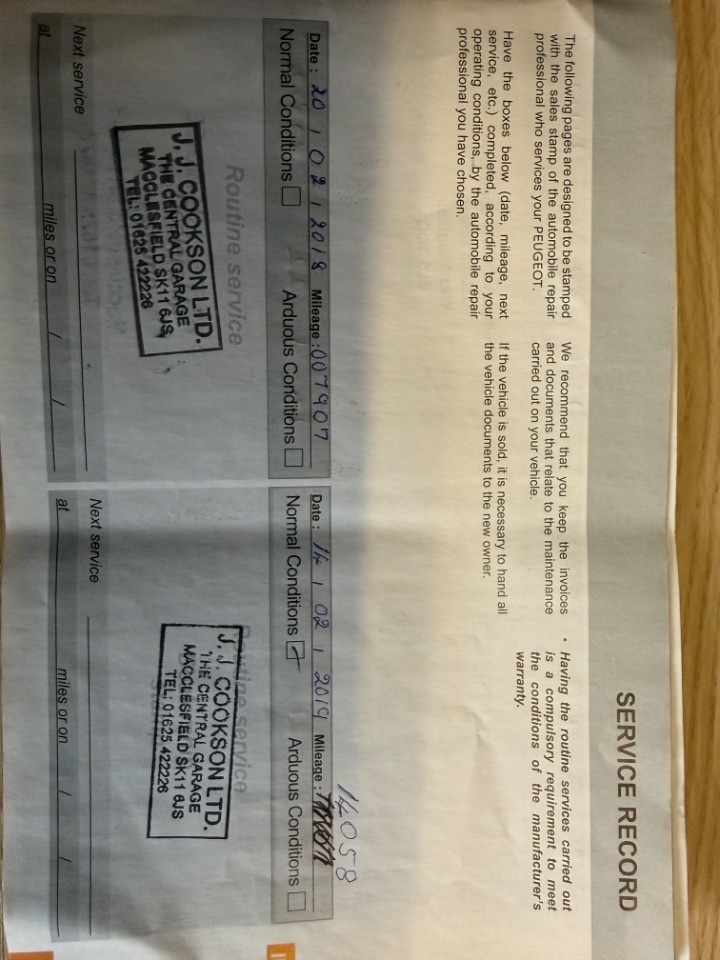 SERVICE RECORD
The following pages are designed to be stamped
with the sales stamp of the automobile repair
professional who services your PEUGEOT.
Have the boxes below (date, mileage, next
service, etc.) completed, according to your
operating conditions, by the automobile repair
professional you have chosen.
We recommend that you keep the invoices
and documents that relate to the maintenance
carried out on your vehicle.
If the vehicle is sold, it is necessary to hand all
the vehicle documents to the new owner.
• Having the routine services carried out
is a compulsory requirement to meet
the conditions of the manufacturer's
warranty.
Date : 20 / 02 / 2018 Mileage : 007907
Normal Conditions Arduous Conditions
Routine service
J. J. COOKSON LTD.
THE CENTRAL GARAGE
MACCLESFIELD SK11 6JS
TEL: 01625 422226
Next service
at miles or on / /
14058
Date : 14 / 02 / 2019 Mileage :
Normal Conditions Arduous Conditions
Routine service
J. J. COOKSON LTD.
THE CENTRAL GARAGE
MACCLESFIELD SK11 6JS
TEL: 01625 422226
Next service
at miles or on / /